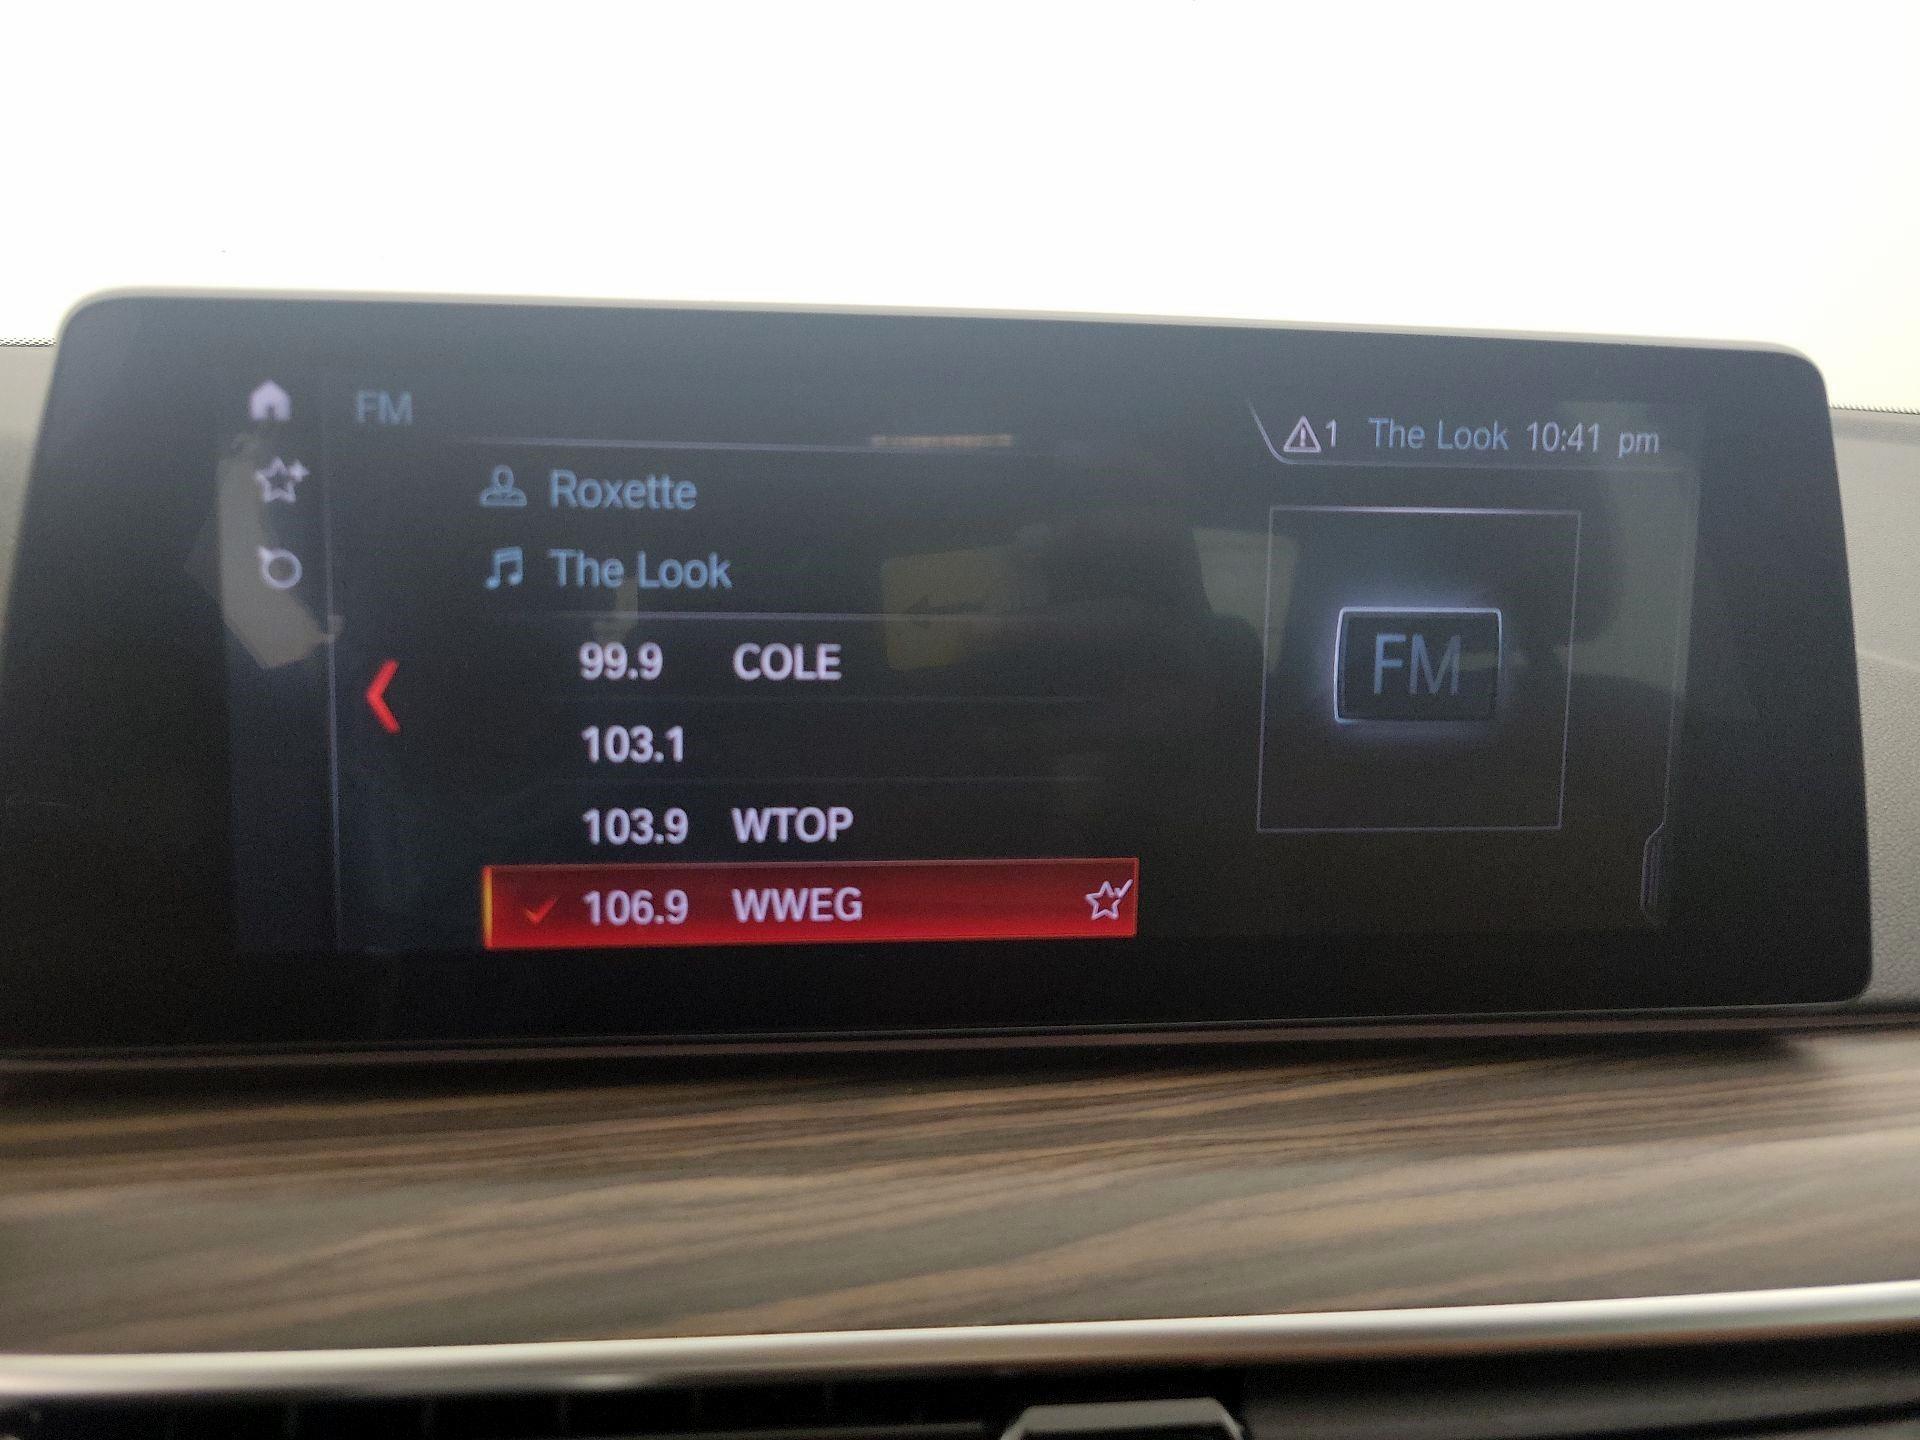 FM
1 The Look 10:41 pm
Roxette
The Look
99.9 COLE
103.1
103.9 WTOP
106.9 WWEG
FM